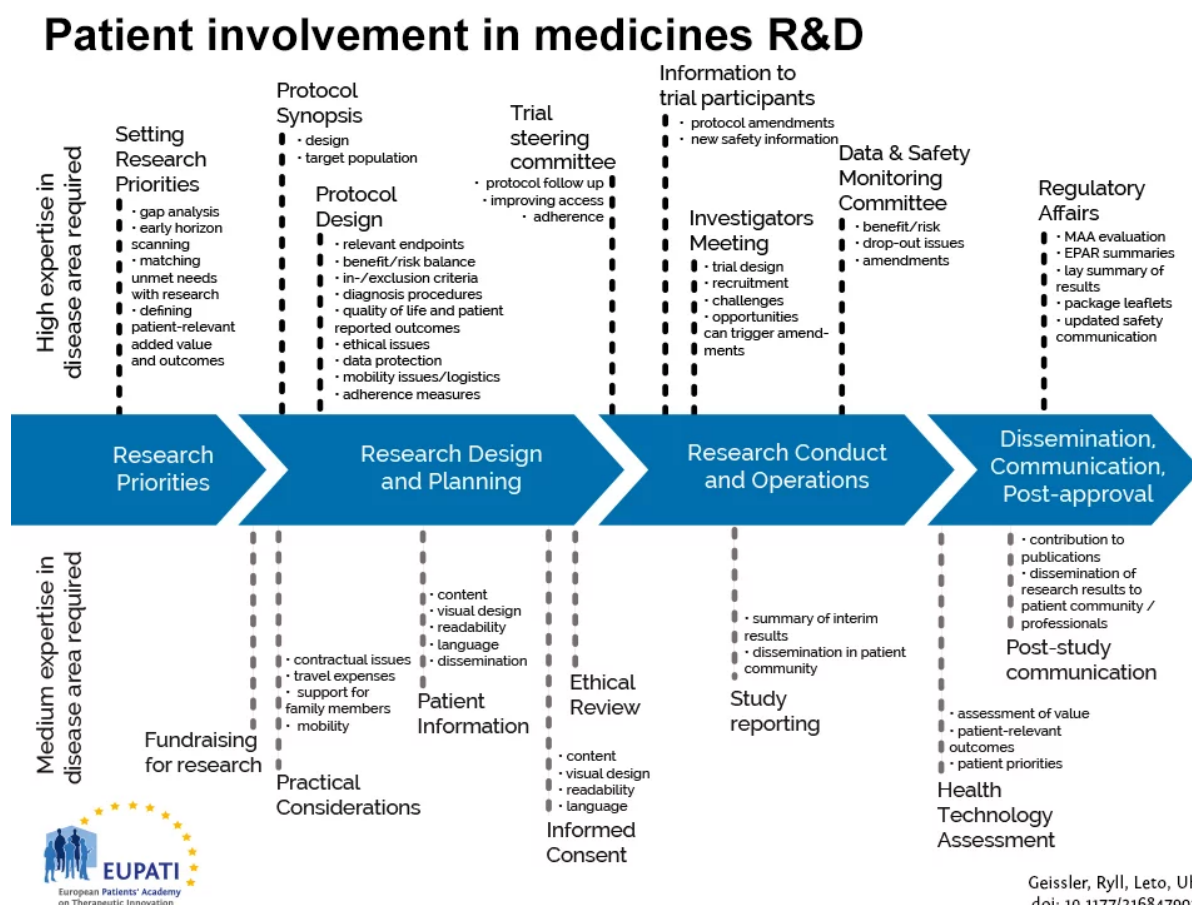 Patient involvement in medicines R&D
High expertise in
disease area required
Setting
Research
Priorities
• gap analysis
• early horizon
scanning
• matching
unmet needs
with research
• defining
patient-relevant
added value
and outcomes
Protocol
Synopsis
• design
• target population
Protocol
Design
• relevant endpoints
• benefit/risk balance
• in-/exclusion criteria
• diagnosis procedures
• quality of life and patient
reported outcomes
• ethical issues
• data protection
• mobility issues/logistics
• adherence measures
Trial
steering
committee
• protocol follow up
• improving access
• adherence
Information to
trial participants
• protocol amendments
• new safety information
Investigators
Meeting
• trial design
• recruitment
• challenges
• opportunities
can trigger amend-
ments
Data & Safety
Monitoring
Committee
• benefit/risk
• drop-out issues
• amendments
Regulatory
Affairs
• MAA evaluation
• EPAR summaries
• lay summary of
results
• package leaflets
• updated safety
communication
Research
Priorities
Research Design
and Planning
Research Conduct
and Operations
Dissemination,
Communication,
Post-approval
Medium expertise in
disease area required
Fundraising
for research
• contractual issues
• travel expenses
• support for
family members
• mobility
Practical
Considerations
• content
• visual design
• readability
• language
• dissemination
Patient
Information
Ethical
Review
• content
• visual design
• readability
• language
Informed
Consent
• summary of interim
results
• dissemination in patient
community
Study
reporting
• contribution to
publications
• dissemination of
research results to
patient community /
professionals
Post-study
communication
• assessment of value
• patient-relevant
outcomes
• patient priorities
Health
Technology
Assessment
EUPATI
European Patients' Academy
on Therapeutic Innovation
Geissler, Ryll, Leto,
doi: